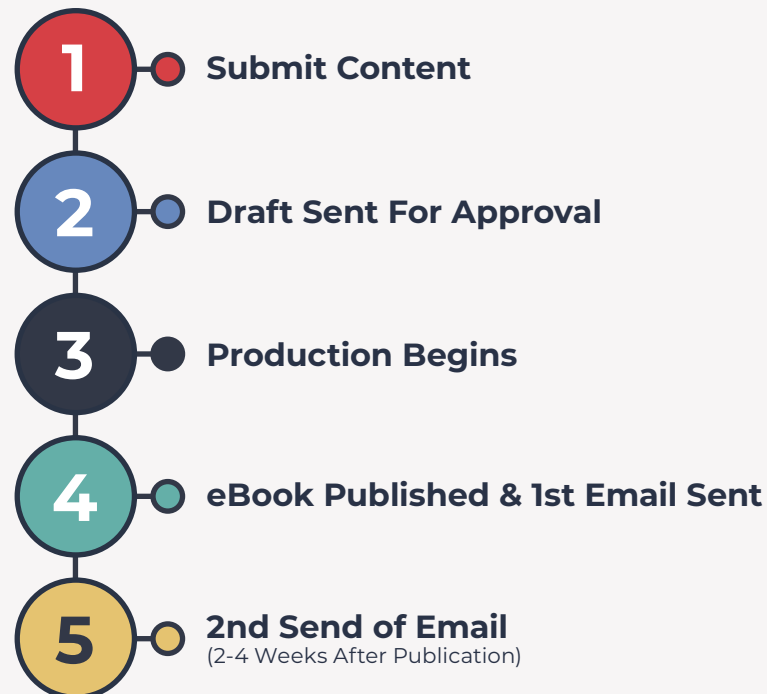 1 Submit Content
2 Draft Sent For Approval
3 Production Begins
4 eBook Published & 1st Email Sent
5 2nd Send of Email
(2-4 Weeks After Publication)